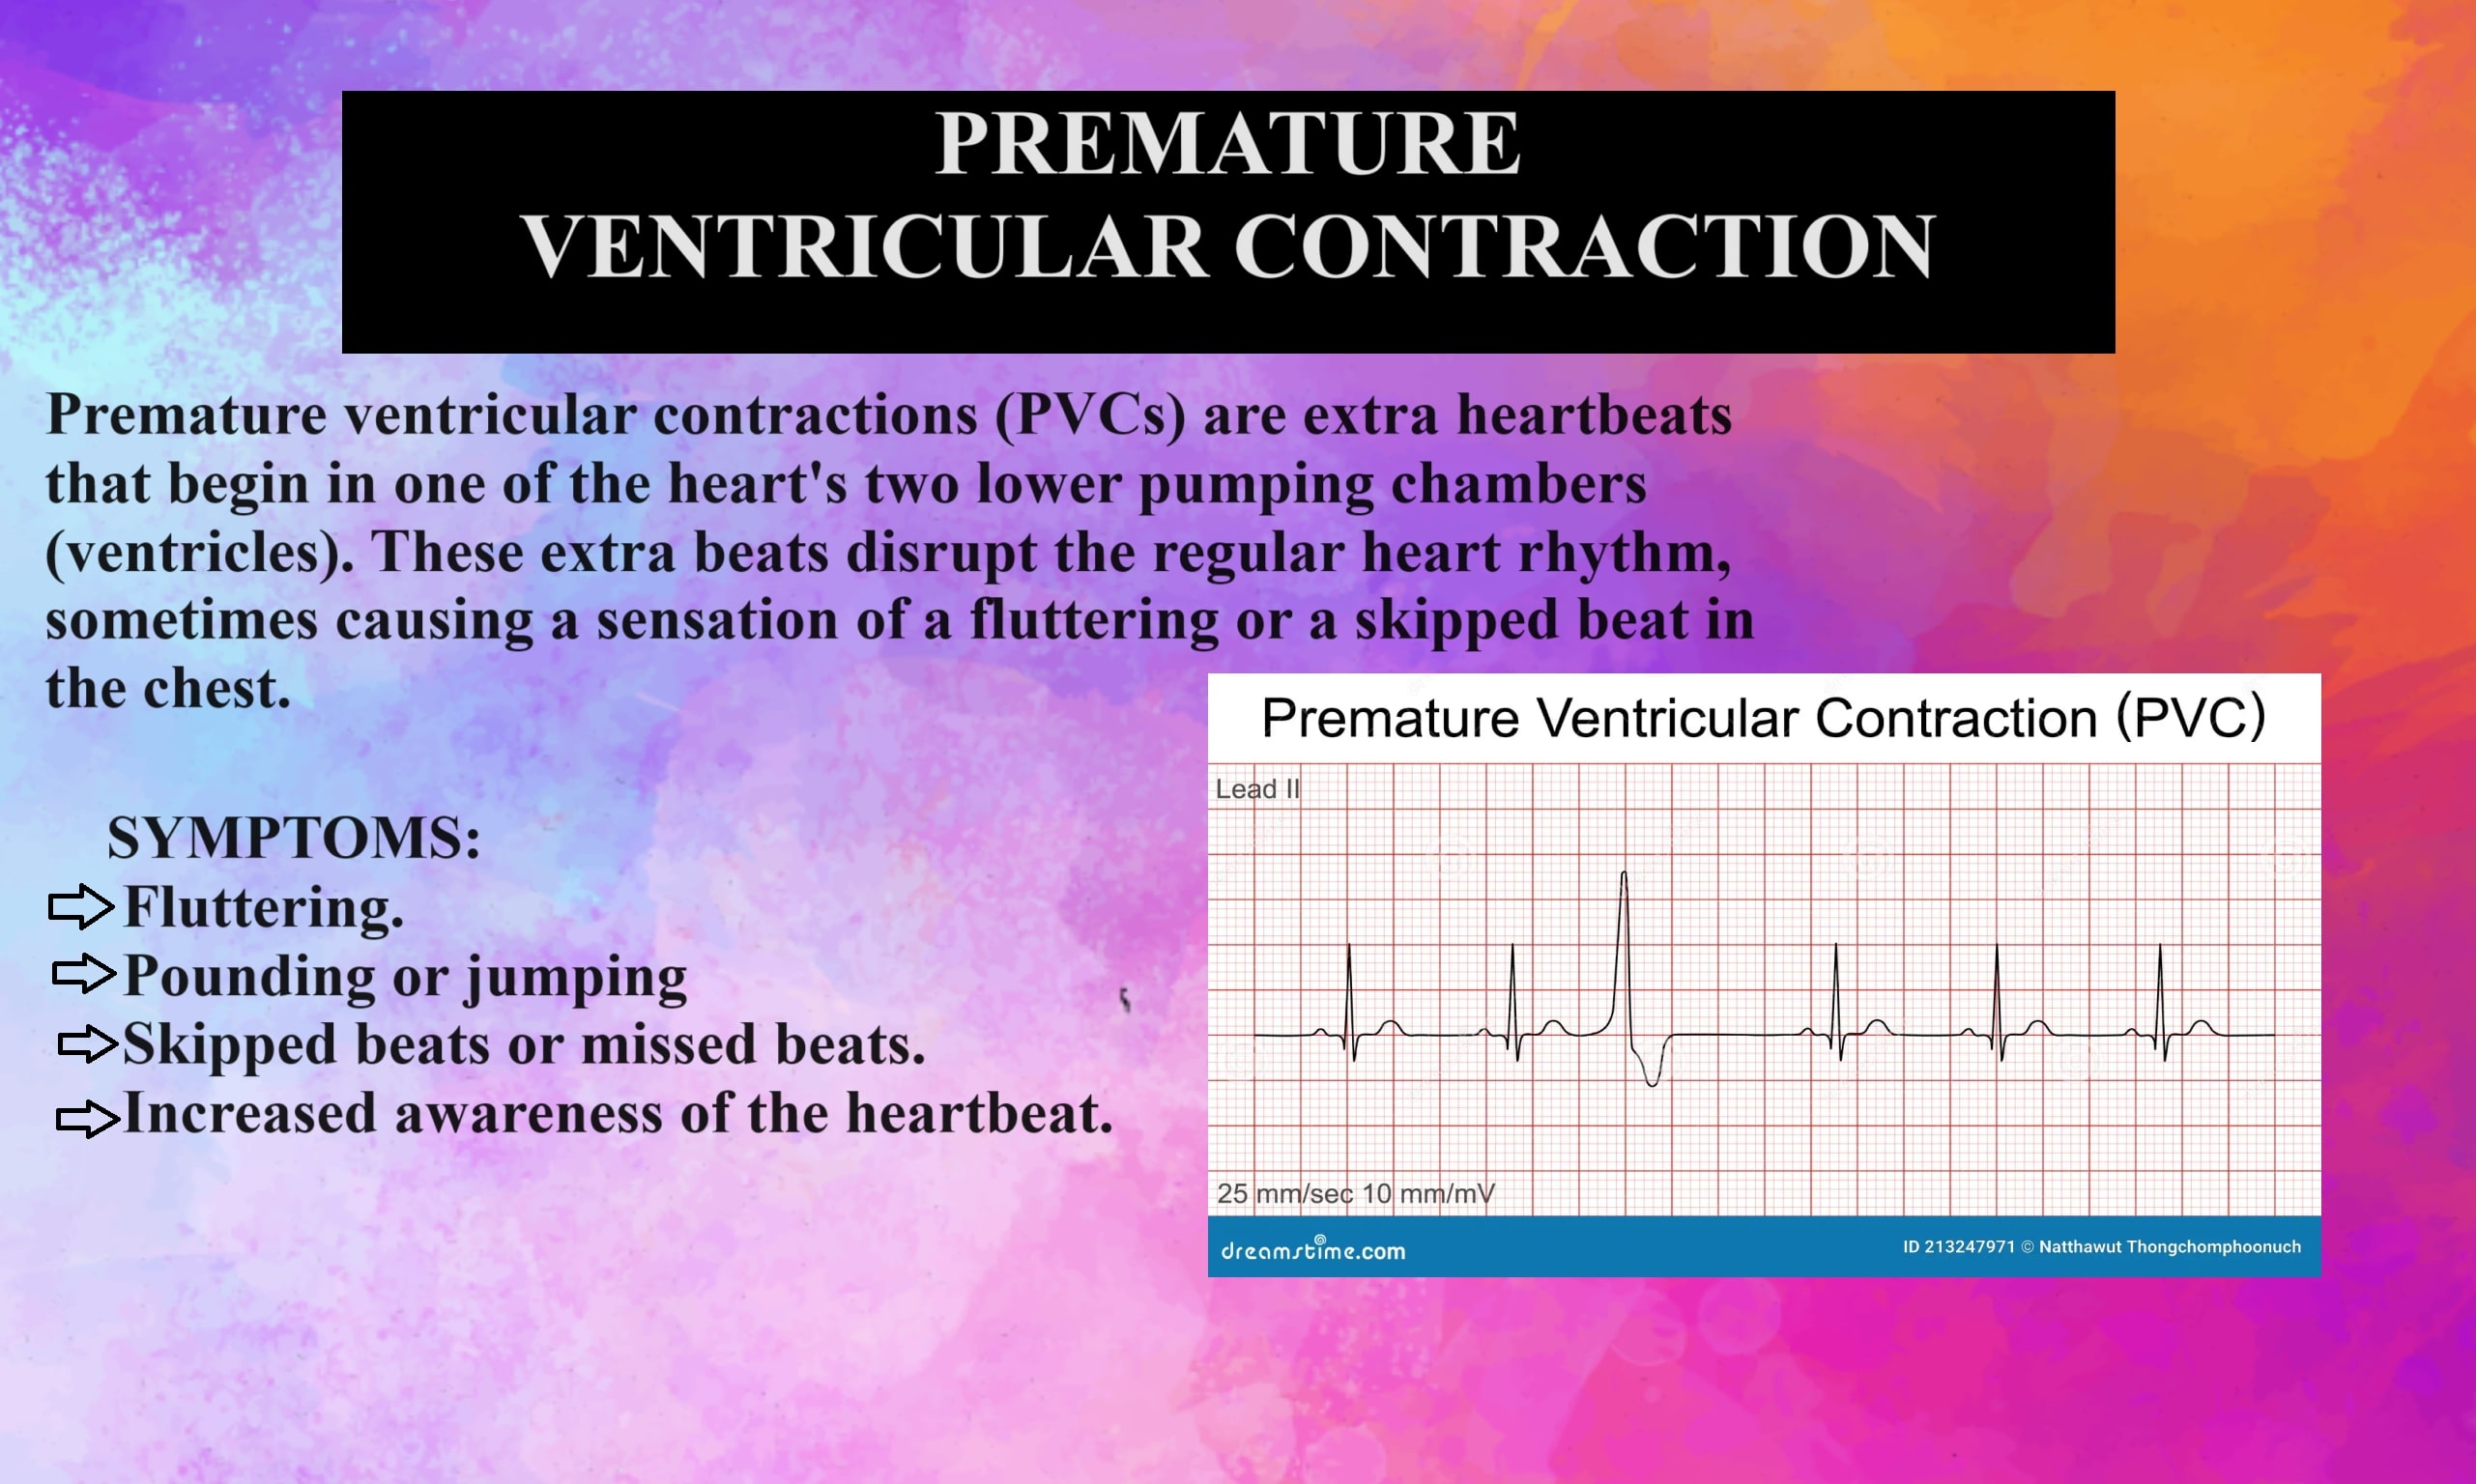 PREMATURE
VENTRICULAR CONTRACTION
Premature ventricular contractions (PVCs) are extra heartbeats
that begin in one of the heart's two lower pumping chambers
(ventricles). These extra beats disrupt the regular heart rhythm,
sometimes causing a sensation of a fluttering or a skipped beat in
the chest.
SYMPTOMS:
Fluttering.
Pounding or jumping
Skipped beats or missed beats.
Increased awareness of the heartbeat.
Premature Ventricular Contraction (PVC)
Lead II
25 mm/sec 10 mm/mV
dreamstime.com
ID 213247971 © Natthawut Thongchomphoonuch